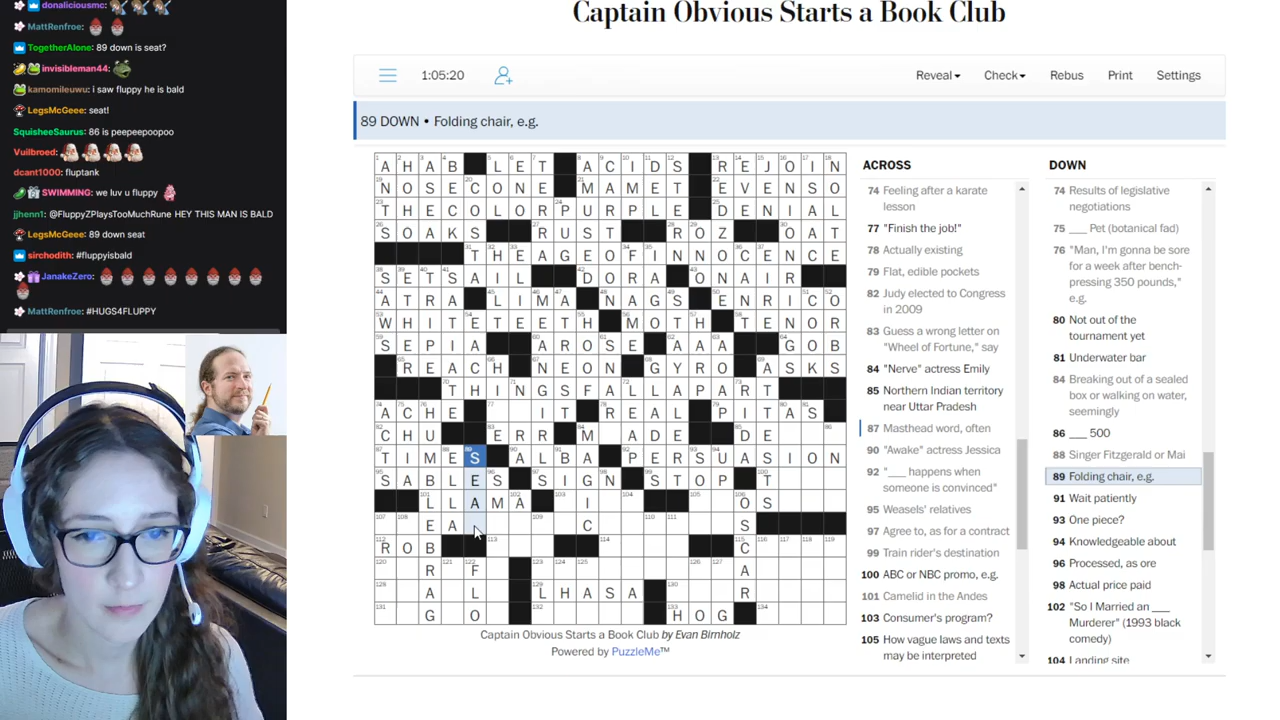 donaliciousmc:
MattRenfroe:
TogetherAlone: 89 down is seat?
invisibleman44:
kamomileuwu: i saw fluppy he is bald
LegsMcGeee: seat!
SquisheeSaurus: 86 is peepeepoopoo
Vuilbroed:
dcant1000: fluptank
SWIMMING: we luv u fluppy
jjhenn1: @FluppyZPlaysTooMuchRune HEY THIS MAN IS BALD
LegsMcGeee: 89 down seat
sirchodith: #fluppyisbald
JanakeZero:
MattRenfroe: #HUGS4FLUPPY
Captain Obvious Starts a Book Club
1:05:20
Reveal
Check
Rebus
Print
Settings
89 DOWN • Folding chair, e.g.
A H A B L E T A C I D S R E J O I N
N O S E C O N E M A M E T E V E N S O
T H E C O L O R P U R P L E D E N I A L
S O A K S R U S T R O Z O A T
T H E A G E O F I N N O C E N C E
S E T S A I L D O R A O N A I R
A T R A L I M A N A G S E N R I C O
W H I T E T E E T H M O T H T E N O R
S E P I A A R O S E A A A G O B
R E A C H N E O N G Y R O A S K S
T H I N G S F A L L A P A R T
A C H E I T R E A L P I T A S
C H U E R R M A D E D E
T I M E S A L B A P E R S U A S I O N
S A B L E S S I G N S T O P T
L L A M A I O S
E A C S
R O B C
R F A
A L L H A S A R
G O H O G
Captain Obvious Starts a Book Club by Evan Birnholz
Powered by PuzzleMe™
ACROSS
74 Feeling after a karate
lesson
77 "Finish the job!"
78 Actually existing
79 Flat, edible pockets
82 Judy elected to Congress
in 2009
83 Guess a wrong letter on
"Wheel of Fortune," say
84 "Nerve" actress Emily
85 Northern Indian territory
near Uttar Pradesh
87 Masthead word, often
90 "Awake" actress Jessica
92 "___ happens when
someone is convinced"
95 Weasels' relatives
97 Agree to, as for a contract
99 Train rider's destination
100 ABC or NBC promo, e.g.
101 Camelid in the Andes
103 Consumer's program?
105 How vague laws and texts
may be interpreted
DOWN
74 Results of legislative
negotiations
75 ___ Pet (botanical fad)
76 "Man, I'm gonna be sore
for a week after bench-
pressing 350 pounds,"
e.g.
80 Not out of the
tournament yet
81 Underwater bar
84 Breaking out of a sealed
box or walking on water,
seemingly
86 ___ 500
88 Singer Fitzgerald or Mai
89 Folding chair, e.g.
91 Wait patiently
93 One piece?
94 Knowledgeable about
96 Processed, as ore
98 Actual price paid
102 "So I Married an ___
Murderer" (1993 black
comedy)
104 Landing site